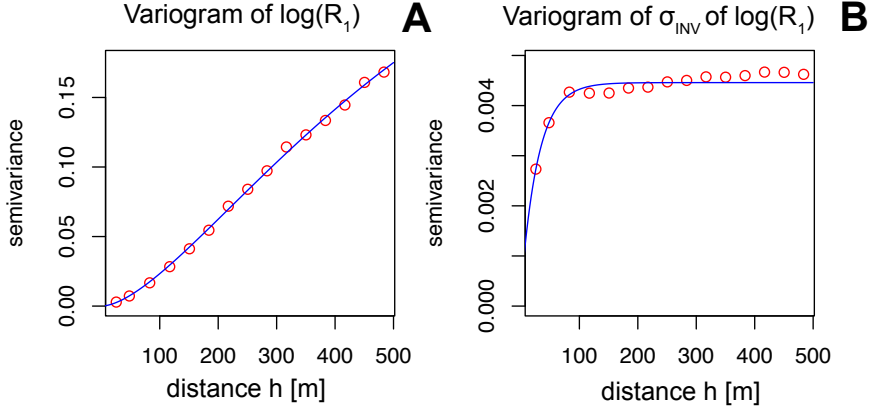 Variogram of log(R₁)
A
semivariance
0.15
0.10
0.05
0.00
100 200 300 400 500
distance h [m]
Variogram of σINV of log(R₁)
B
semivariance
0.004
0.002
0.000
100 200 300 400 500
distance h [m]